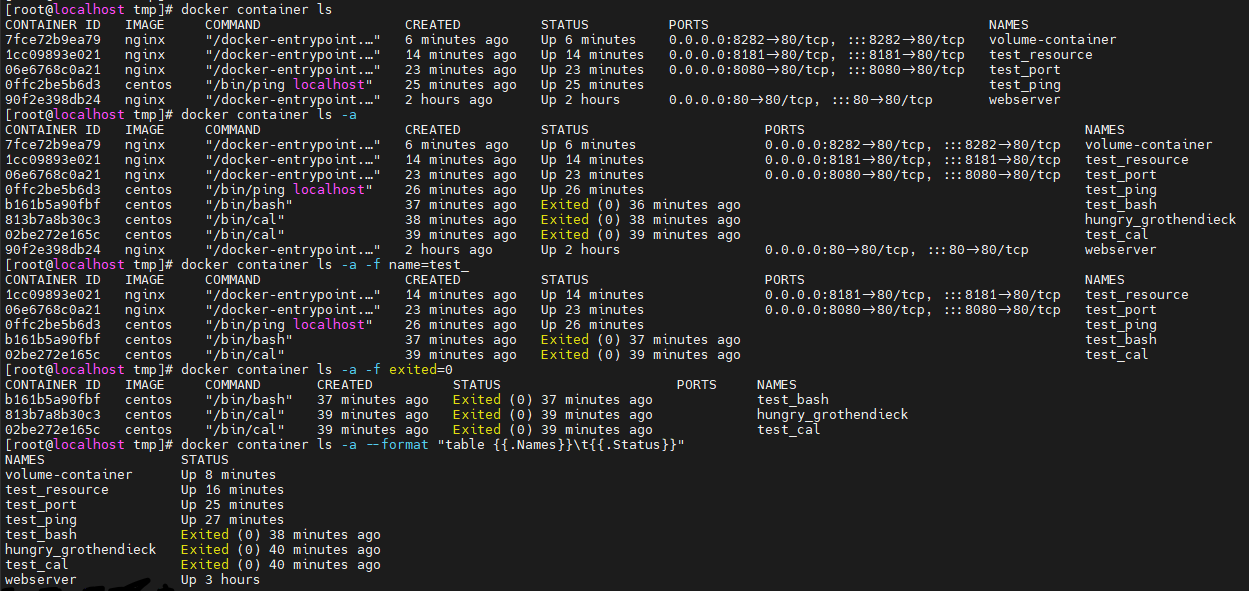 [root@localhost tmp]# docker container ls
CONTAINER ID   IMAGE     COMMAND                  CREATED          STATUS          PORTS                                   NAMES
7fce72b9ea79   nginx     "/docker-entrypoint.…"   6 minutes ago    Up 6 minutes    0.0.0.0:8282->80/tcp, :::8282->80/tcp   volume-container
1cc09893e021   nginx     "/docker-entrypoint.…"   14 minutes ago   Up 14 minutes   0.0.0.0:8181->80/tcp, :::8181->80/tcp   test_resource
06e6768c0a21   nginx     "/docker-entrypoint.…"   23 minutes ago   Up 23 minutes   0.0.0.0:8080->80/tcp, :::8080->80/tcp   test_port
0ffc2be5b6d3   centos    "/bin/ping localhost"    25 minutes ago   Up 25 minutes                                           test_ping
90f2e398db24   nginx     "/docker-entrypoint.…"   2 hours ago      Up 2 hours      0.0.0.0:80->80/tcp, :::80->80/tcp       webserver
[root@localhost tmp]# docker container ls -a
CONTAINER ID   IMAGE     COMMAND                  CREATED          STATUS                      PORTS                                   NAMES
7fce72b9ea79   nginx     "/docker-entrypoint.…"   6 minutes ago    Up 6 minutes                0.0.0.0:8282->80/tcp, :::8282->80/tcp   volume-container
1cc09893e021   nginx     "/docker-entrypoint.…"   14 minutes ago   Up 14 minutes               0.0.0.0:8181->80/tcp, :::8181->80/tcp   test_resource
06e6768c0a21   nginx     "/docker-entrypoint.…"   23 minutes ago   Up 23 minutes               0.0.0.0:8080->80/tcp, :::8080->80/tcp   test_port
0ffc2be5b6d3   centos    "/bin/ping localhost"    26 minutes ago   Up 26 minutes                                                       test_ping
b161b5a90fbf   centos    "/bin/bash"              37 minutes ago   Exited (0) 36 minutes ago                                           test_bash
813b7a8b30c3   centos    "/bin/cal"               38 minutes ago   Exited (0) 38 minutes ago                                           hungry_grothendieck
02be272e165c   centos    "/bin/cal"               39 minutes ago   Exited (0) 39 minutes ago                                           test_cal
90f2e398db24   nginx     "/docker-entrypoint.…"   2 hours ago      Up 2 hours                  0.0.0.0:80->80/tcp, :::80->80/tcp       webserver
[root@localhost tmp]# docker container ls -a -f name=test_
CONTAINER ID   IMAGE     COMMAND                  CREATED          STATUS                      PORTS                                   NAMES
1cc09893e021   nginx     "/docker-entrypoint.…"   14 minutes ago   Up 14 minutes               0.0.0.0:8181->80/tcp, :::8181->80/tcp   test_resource
06e6768c0a21   nginx     "/docker-entrypoint.…"   23 minutes ago   Up 23 minutes               0.0.0.0:8080->80/tcp, :::8080->80/tcp   test_port
0ffc2be5b6d3   centos    "/bin/ping localhost"    26 minutes ago   Up 26 minutes                                                       test_ping
b161b5a90fbf   centos    "/bin/bash"              37 minutes ago   Exited (0) 37 minutes ago                                           test_bash
02be272e165c   centos    "/bin/cal"               39 minutes ago   Exited (0) 39 minutes ago                                           test_cal
[root@localhost tmp]# docker container ls -a -f exited=0
CONTAINER ID   IMAGE     COMMAND       CREATED          STATUS                      PORTS     NAMES
b161b5a90fbf   centos    "/bin/bash"   37 minutes ago   Exited (0) 37 minutes ago             test_bash
813b7a8b30c3   centos    "/bin/cal"    39 minutes ago   Exited (0) 39 minutes ago             hungry_grothendieck
02be272e165c   centos    "/bin/cal"    39 minutes ago   Exited (0) 39 minutes ago             test_cal
[root@localhost tmp]# docker container ls -a --format "table {{.Names}}\t{{.Status}}"
NAMES                 STATUS
volume-container      Up 8 minutes
test_resource         Up 16 minutes
test_port             Up 25 minutes
test_ping             Up 27 minutes
test_bash             Exited (0) 38 minutes ago
hungry_grothendieck   Exited (0) 40 minutes ago
test_cal              Exited (0) 40 minutes ago
webserver             Up 3 hours